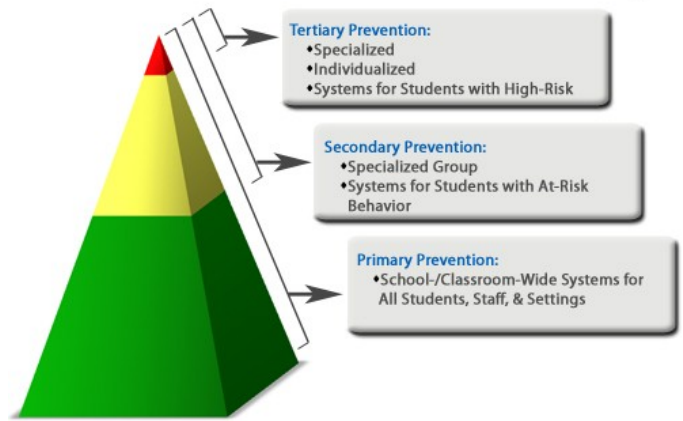 Tertiary Prevention:
♦Specialized
♦Individualized
♦Systems for Students with High-Risk
Secondary Prevention:
♦Specialized Group
♦Systems for Students with At-Risk
Behavior
Primary Prevention:
♦School-/Classroom-Wide Systems for
All Students, Staff, & Settings